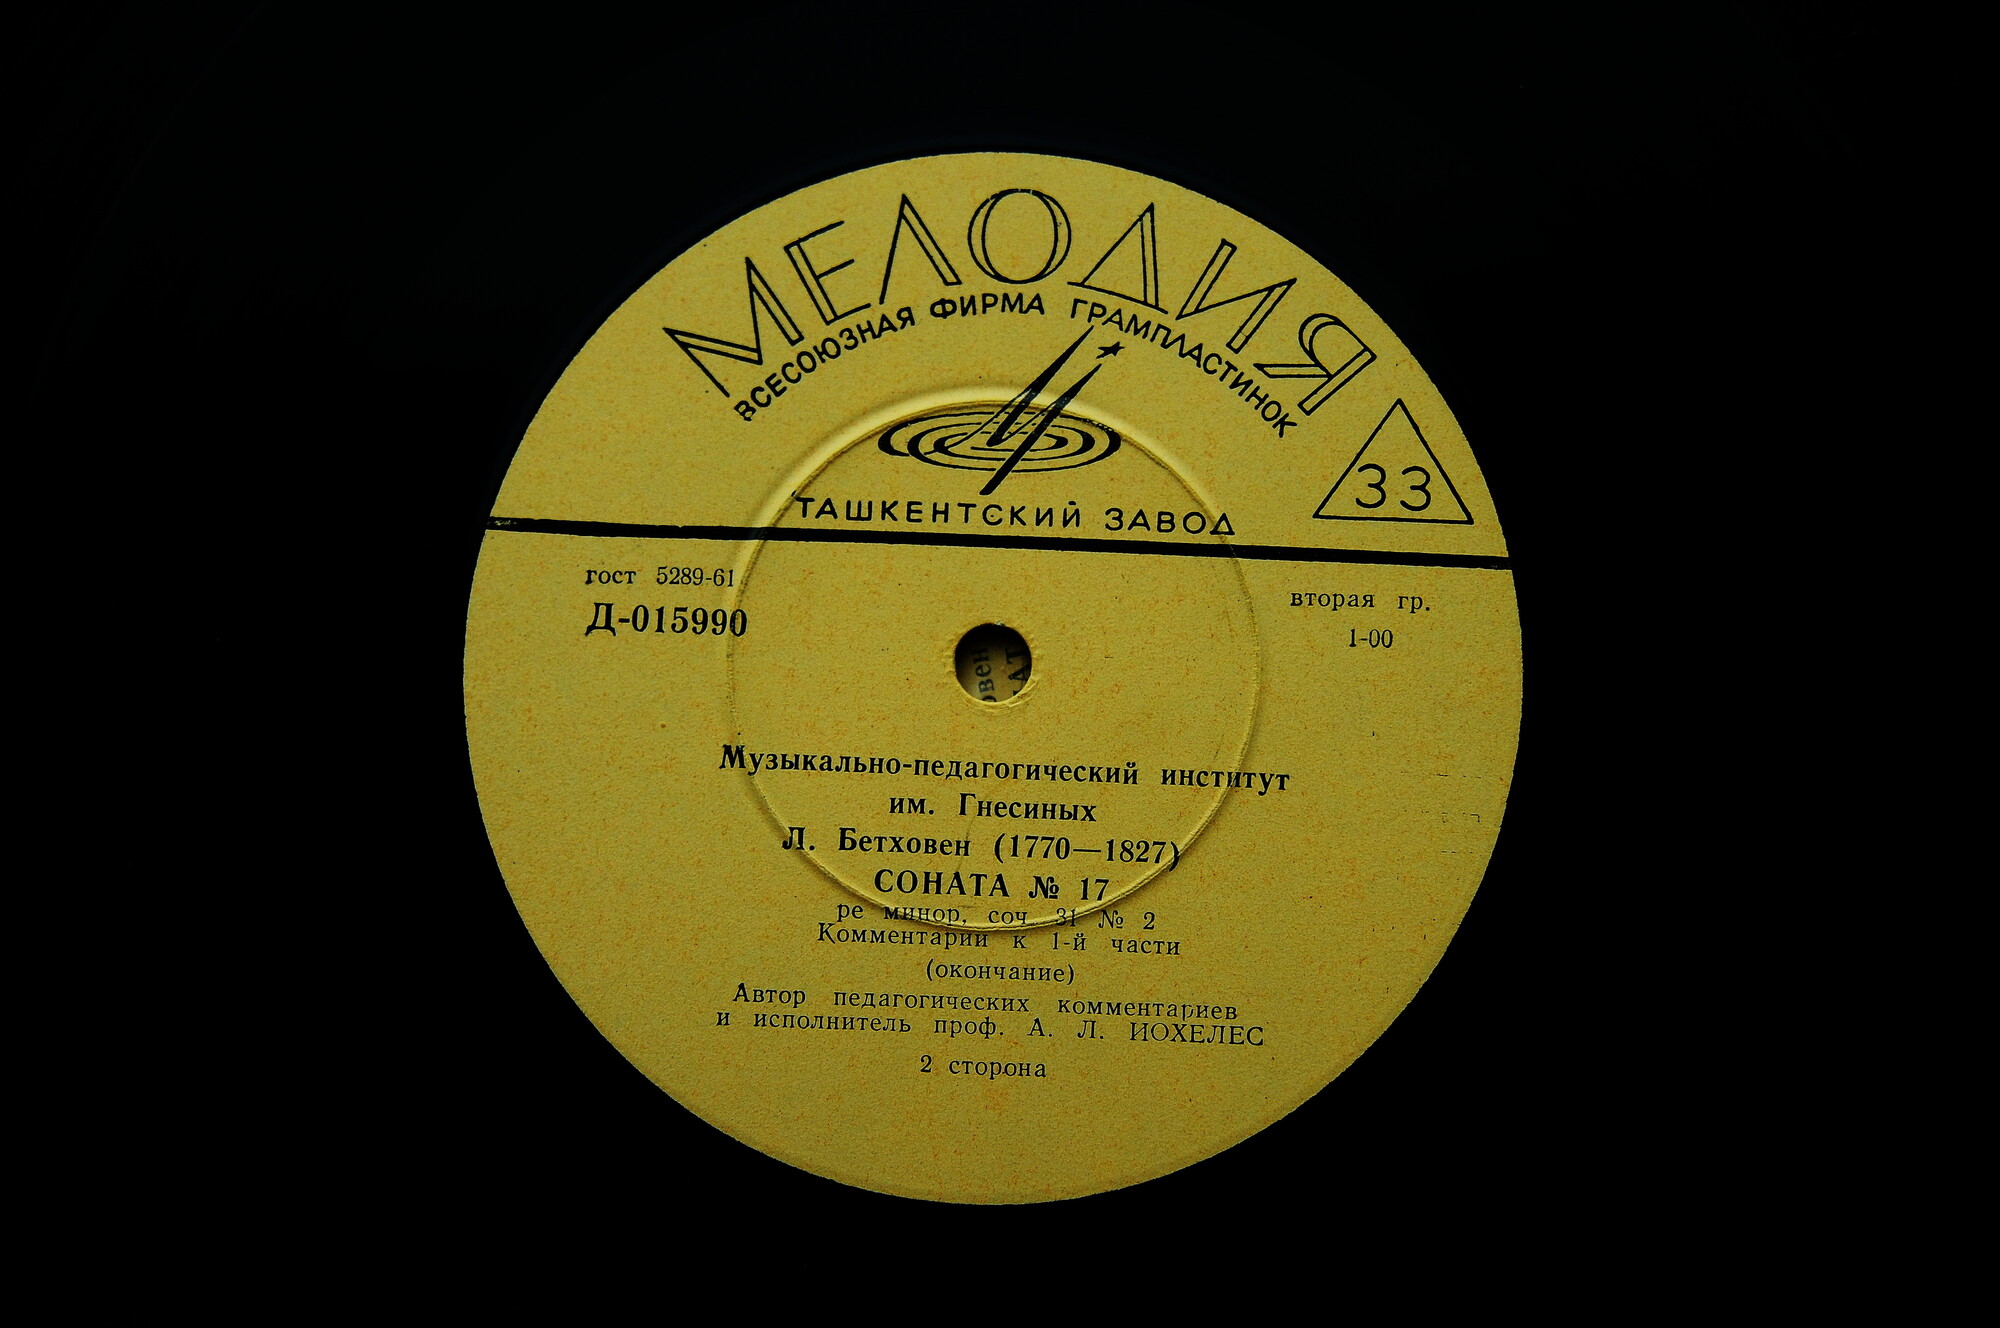 МЕЛОДИЯ
ВСЕСОЮЗНАЯ ФИРМА ГРАМПЛАСТИНОК
33
ТАШКЕНТСКИЙ ЗАВОД
гост 5289-61
Д-015990
вторая гр.
1-00
Музыкально-педагогический институт
им. Гнесиных
Л. Бетховен (1770—1827)
СОНАТА № 17
ре минор, соч. 31 № 2
Комментарии к 1-й части
(окончание)
Автор педагогических комментариев
и исполнитель проф. А. Л. ИОХЕЛЕС
2 сторона